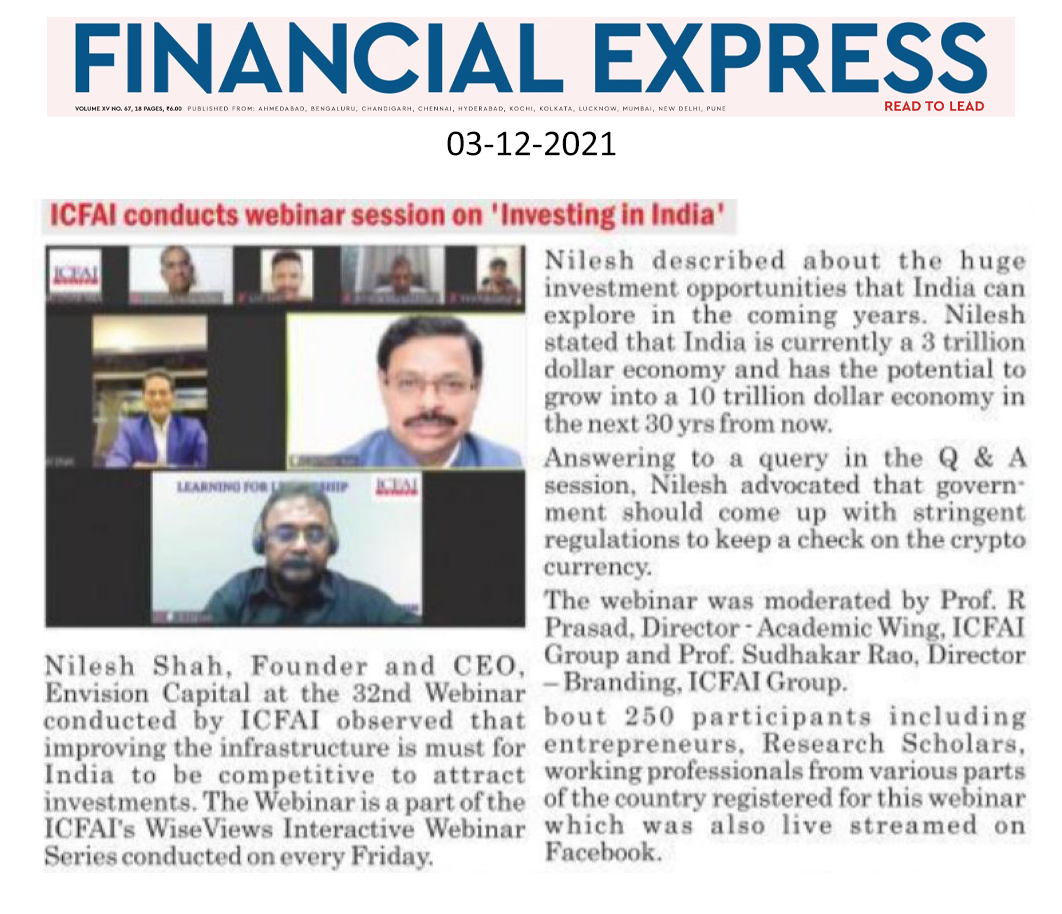 FINANCIAL EXPRESS
VOLUME XV NO. 67, 18 PAGES, ₹6.00 PUBLISHED FROM: AHMEDABAD, BENGALURU, CHANDIGARH, CHENNAI, HYDERABAD, KOCHI, KOLKATA, LUCKNOW, MUMBAI, NEW DELHI, PUNE
READ TO LEAD
03-12-2021
ICFAI conducts webinar session on 'Investing in India'
ICFAI
LEARNING FOR L SHIP
ICFAI
Nilesh Shah, Founder and CEO,
Envision Capital at the 32nd Webinar
conducted by ICFAI observed that
improving the infrastructure is must for
India to be competitive to attract
investments. The Webinar is a part of the
ICFAI's WiseViews Interactive Webinar
Series conducted on every Friday.
Nilesh described about the huge
investment opportunities that India can
explore in the coming years. Nilesh
stated that India is currently a 3 trillion
dollar economy and has the potential to
grow into a 10 trillion dollar economy in
the next 30 yrs from now.
Answering to a query in the Q & A
session, Nilesh advocated that govern-
ment should come up with stringent
regulations to keep a check on the crypto
currency.
The webinar was moderated by Prof. R
Prasad, Director - Academic Wing, ICFAI
Group and Prof. Sudhakar Rao, Director
– Branding, ICFAI Group.
bout 250 participants including
entrepreneurs, Research Scholars,
working professionals from various parts
of the country registered for this webinar
which was also live streamed on
Facebook.